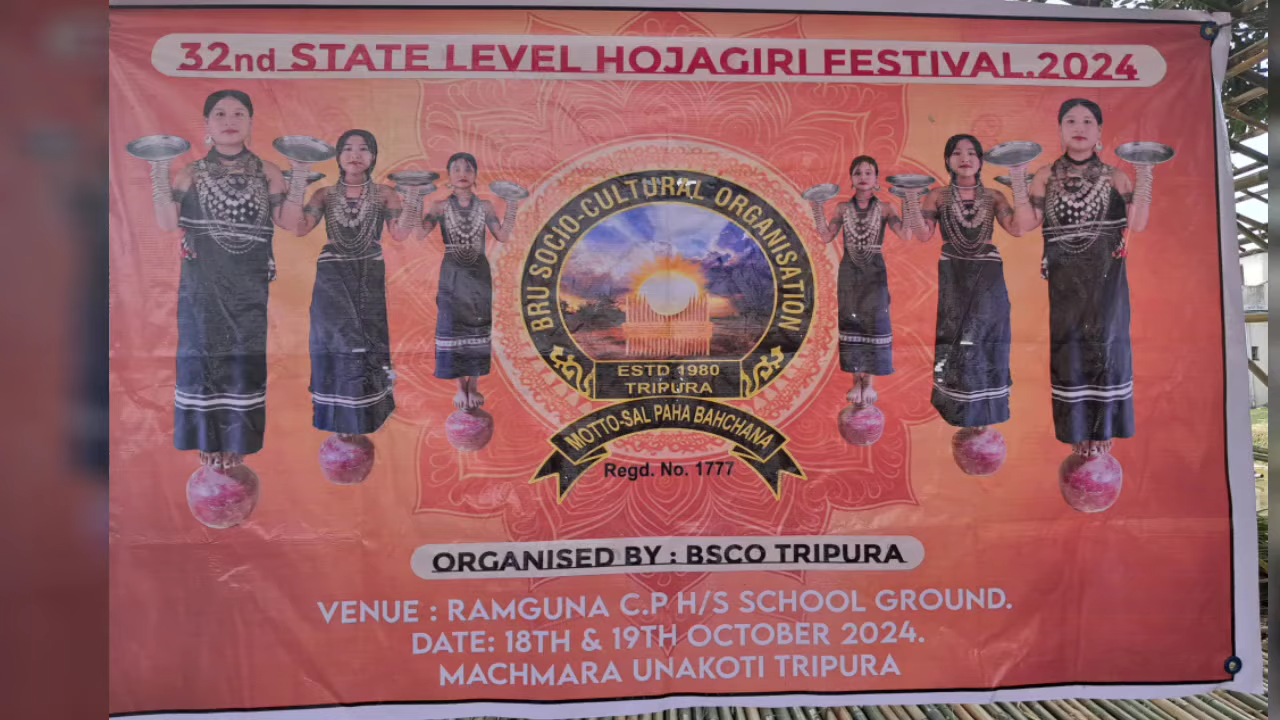 32nd STATE LEVEL HOJAGIRI FESTIVAL.2024
BRU SOCIO-CULTURAL ORGANISATION
ESTD 1980
TRIPURA
MOTTO-SAL PAHA BAHCHANA
Regd. No. 1777
ORGANISED BY : BSCO TRIPURA
VENUE : RAMGUNA C.P H/S SCHOOL GROUND.
DATE: 18TH & 19TH OCTOBER 2024.
MACHMARA UNAKOTI TRIPURA